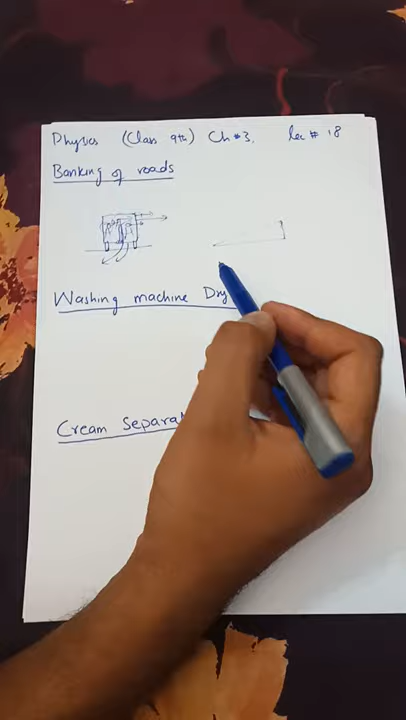 Physics (Class 9th) Ch # 3, lec # 18
Banking of roads
Washing machine Dry
Cream Separat